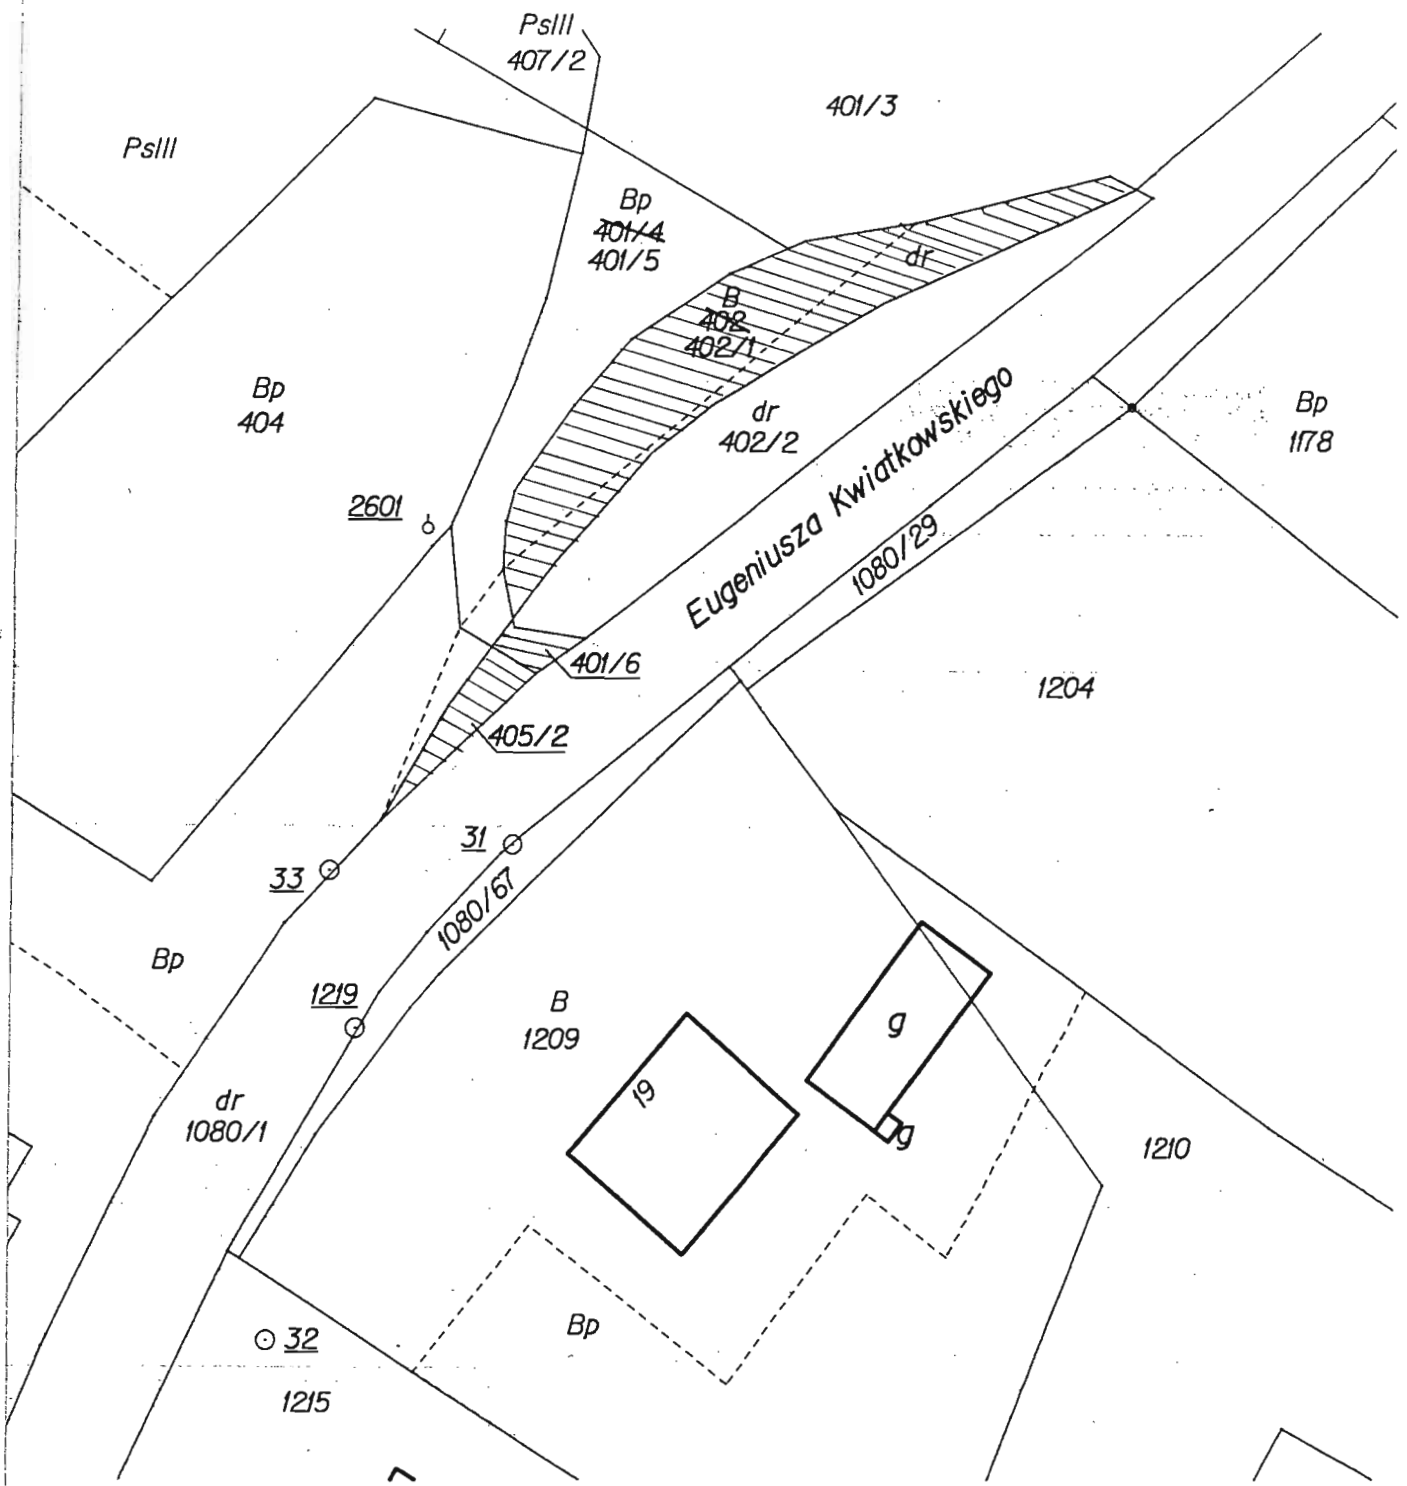 PsIII
407/2
401/3
PsIII
Bp
401/4
401/5
dr
B
402
402/1
Bp
404
dr
402/2
Eugeniusza Kwiatkowskiego
Bp
1178
2601
1080/29
401/6
1204
405/2
31
33
1080/67
Bp
1219
B
1209
g
19
dr
1080/1
g
1210
Bp
32
1215